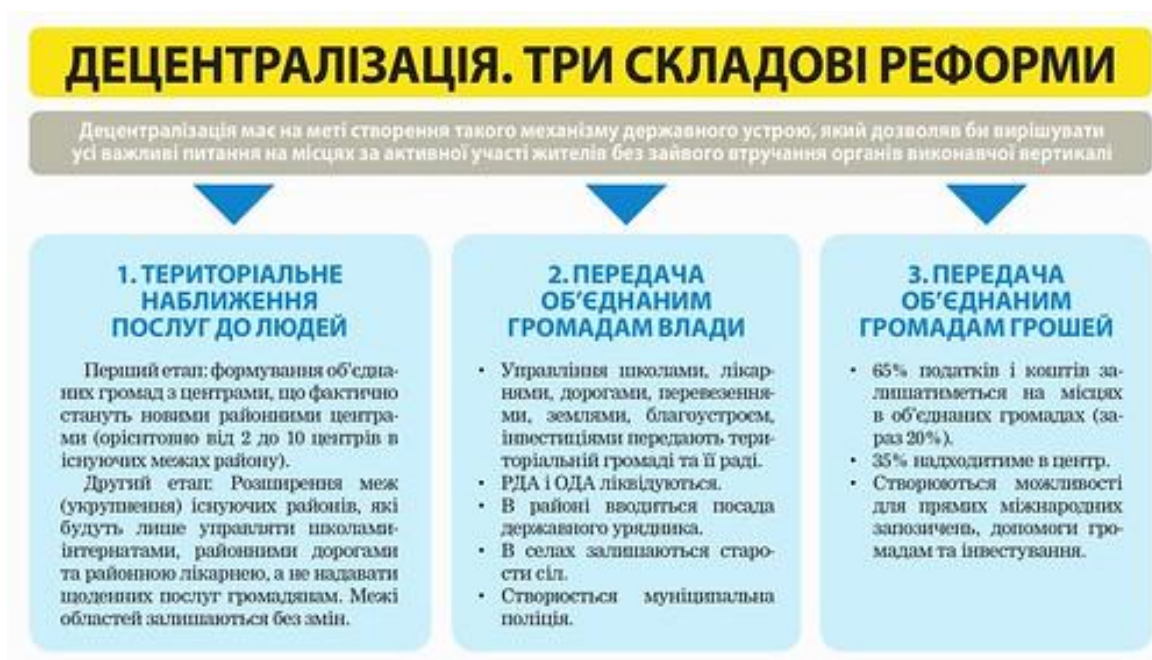 ДЕЦЕНТРАЛІЗАЦІЯ. ТРИ СКЛАДОВІ РЕФОРМИ
Децентралізація має на меті створення такого механізму державного устрою, який дозволяв би вирішувати
усі важливі питання на місцях за активної участі жителів без зайвого втручання органів виконавчої вертикалі
1. ТЕРИТОРІАЛЬНЕ
НАБЛИЖЕННЯ
ПОСЛУГ ДО ЛЮДЕЙ
Перший етап: формування об'єдна-
них громад з центрами, що фактично
стануть новими районними центра-
ми (орієнтовно від 2 до 10 центрів в
існуючих межах району).
Другий етап: Розширення меж
(укрупнення) існуючих районів, які
будуть лише управляти школами-
інтернатами, районними дорогами
та районною лікарнею, а не надавати
щоденних послуг громадянам. Межі
областей залишаються без змін.
2. ПЕРЕДАЧА
ОБ'ЄДНАНИМ
ГРОМАДАМ ВЛАДИ
• Управління школами, лікар-
нями, дорогами, перевезення-
ми, землями, благоустроєм,
інвестиціями передають тери-
торіальній громаді та її раді.
• РДА і ОДА ліквідуються.
• В районі вводиться посада
державного урядника.
• В селах залишаються старо-
сти сіл.
• Створюється муніципальна
поліція.
3. ПЕРЕДАЧА
ОБ'ЄДНАНИМ
ГРОМАДАМ ГРОШЕЙ
• 65% податків і коштів за-
лишатиметься на місцях
в об'єднаних громадах (за-
раз 20%).
• 35% надходитиме в центр.
• Створюються можливості
для прямих міжнародних
запозичень, допомоги гро-
мадам та інвестування.